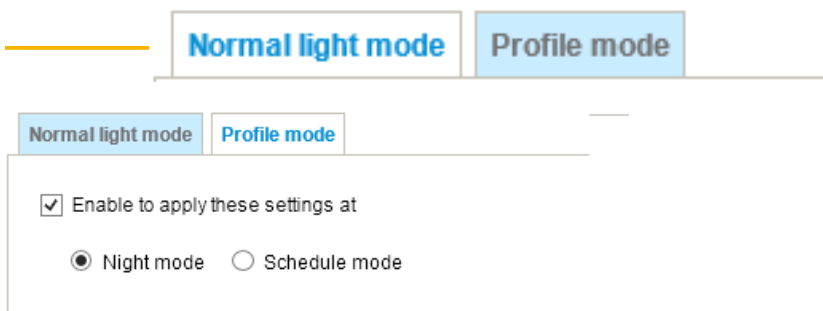 Normal light mode Profile mode
Normal light mode Profile mode
Enable to apply these settings at
Night mode Schedule mode